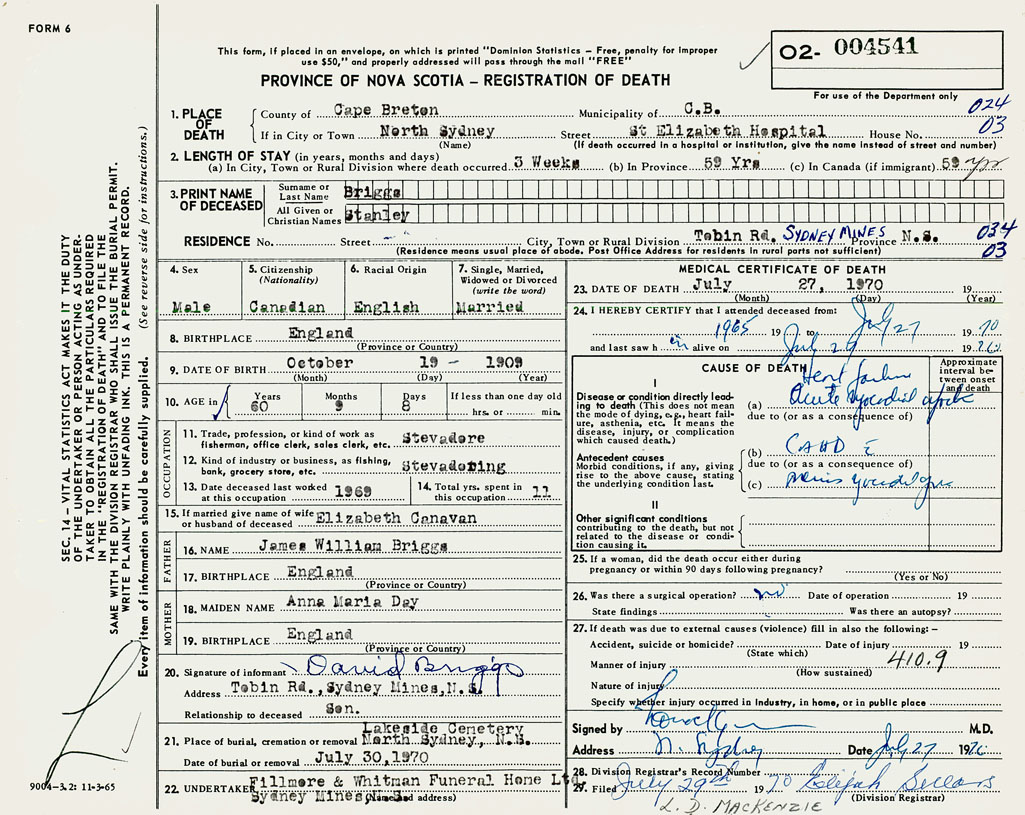 FORM 6
This form, if placed in an envelope, on which is printed "Dominion Statistics – Free, penalty for improper
use $50," and properly addressed will pass through the mail "FREE"
O2- 004541
For use of the Department only
PROVINCE OF NOVA SCOTIA – REGISTRATION OF DEATH
1. PLACE OF DEATH
County of Cape Breton Municipality of C.B. 024
If in City or Town North Sydney Street St Elizabeth Hospital House No. 03
(Name) (If death occurred in a hospital or institution, give the name instead of street and number)
2. LENGTH OF STAY (in years, months and days)
(a) In City, Town or Rural Division where death occurred 3 Weeks (b) In Province 59 Yrs (c) In Canada (if immigrant) 59 yrs
3. PRINT NAME OF DECEASED
Surname or Last Name Briggs
All Given or Christian Names Stanley
RESIDENCE No. Street City, Town or Rural Division Tobin Rd. SYDNEY MINES Province N.S. 034
(Residence means usual place of abode. Post Office Address for residents in rural parts not sufficient) 03
4. Sex
Male
5. Citizenship
(Nationality)
Canadian
6. Racial Origin
English
7. Single, Married,
Widowed or Divorced
(write the word)
Married
8. BIRTHPLACE England
(Province or Country)
9. DATE OF BIRTH October 19 – 1909
(Month) (Day) (Year)
10. AGE in Years Months Days If less than one day old
60 9 8 hrs. or min.
OCCUPATION
11. Trade, profession, or kind of work as
fisherman, office clerk, sales clerk, etc. Stevadore
12. Kind of industry or business, as fishing,
bank, grocery store, etc. Stevadoring
13. Date deceased last worked
at this occupation 1969
14. Total yrs. spent in
this occupation 11
15. If married give name of wife
or husband of deceased Elizabeth Canavan
FATHER
16. NAME James William Briggs
17. BIRTHPLACE England
(Province or Country)
MOTHER
18. MAIDEN NAME Anna Maria Day
19. BIRTHPLACE England
(Province or Country)
20. Signature of informant David Briggs
Address Tobin Rd., Sydney Mines, N.S.
Relationship to deceased Son.
Lakeside Cemetery
21. Place of burial, cremation or removal North Sydney, N.S.
Date of burial or removal July 30, 1970
22. UNDERTAKER Fillmore & Whitman Funeral Home Ltd
Sydney Mines, N.S. (Name and address)
MEDICAL CERTIFICATE OF DEATH
23. DATE OF DEATH July 27, 1970 19
(Month) (Day) (Year)
24. I HEREBY CERTIFY that I attended deceased from:
1965 19 to July 27 1970
and last saw h im alive on July 19
CAUSE OF DEATH
Approximate interval between onset and death
I
Disease or condition directly leading
to death (This does not mean
the mode of dying, e.g., heart failure,
asthenia, etc. It means the
disease, injury, or complication
which caused death.)
(a) Acute
due to (or as a consequence of)
Antecedent causes
Morbid conditions, if any, giving
rise to the above cause, stating
the underlying condition last.
(b)
due to (or as a consequence of)
(c)
II
Other significant conditions
contributing to the death, but not
related to the disease or condition
causing it.
25. If a woman, did the death occur either during
pregnancy or within 90 days following pregnancy?
(Yes or No)
26. Was there a surgical operation? no Date of operation 19
State findings Was there an autopsy?
27. If death was due to external causes (violence) fill in also the following: –
Accident, suicide or homicide? Date of injury 19
(State which) 410.9
Manner of injury
(How sustained)
Nature of injury
Specify whether injury occurred in industry, in home, or in public place
Signed by M.D.
Address N. Sydney Date July 27 19
28. Division Registrar's Record Number
29. Filed July 29th 1970 Elijah Sellars
(Division Registrar)
L. D. MACKENZIE
SEC. 14 – VITAL STATISTICS ACT MAKES IT THE DUTY
OF THE UNDERTAKER OR PERSON ACTING AS UNDERTAKER
TO OBTAIN ALL THE PARTICULARS REQUIRED
IN THE "REGISTRATION OF DEATH" AND TO FILE THE
SAME WITH THE DIVISION REGISTRAR WHO SHALL ISSUE THE BURIAL PERMIT.
WRITE PLAINLY WITH UNFADING INK. THIS IS A PERMANENT RECORD.
Every item of information should be carefully supplied. (See reverse side for instructions.)
9004-3.2: 11-3-65